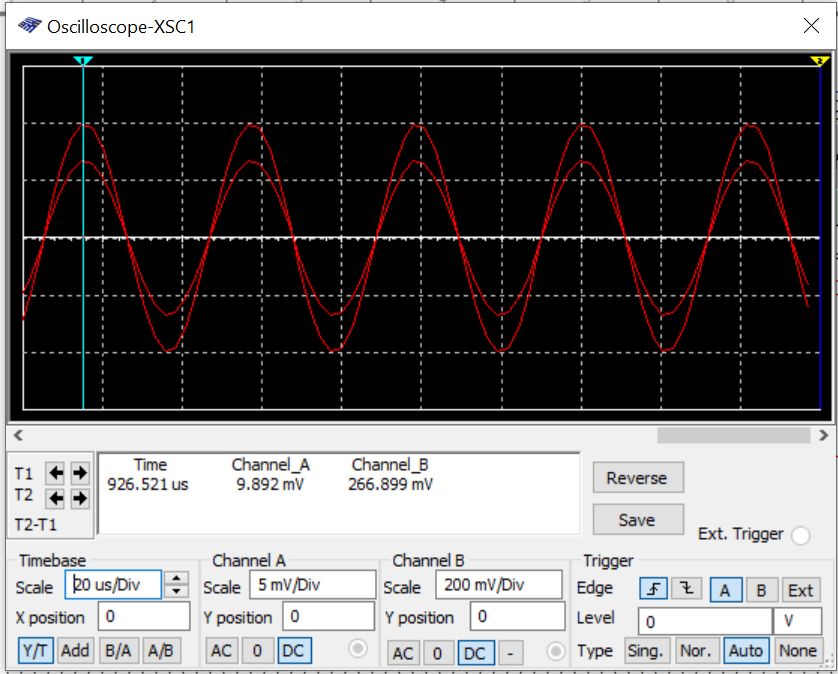 Oscilloscope-XSC1
1
2
Time Channel_A Channel_B
T1 926.521 us 9.892 mV 266.899 mV
T2
T2-T1
Reverse
Save
Ext. Trigger
Timebase Channel A Channel B Trigger
Scale 20 us/Div Scale 5 mV/Div Scale 200 mV/Div Edge A B Ext
X position 0 Y position 0 Y position 0 Level 0 V
Y/T Add B/A A/B AC 0 DC AC 0 DC - Type Sing. Nor. Auto None